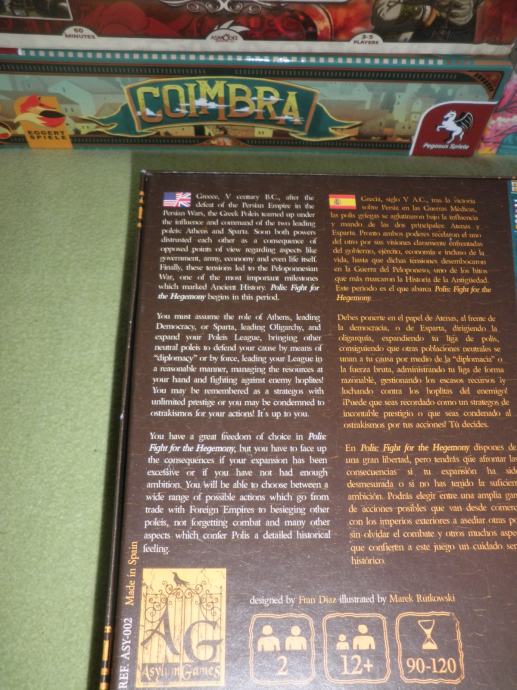 60
MINUTES
ASMODEE
3-5
PLAYERS
EGGERT
SPIELE
COIMBRA
Pegasus Spiele
Greece, V century B.C., after the
defeat of the Persian Empire in the
Persian Wars, the Greek Poleis teamed up under
the influence and command of the two leading
poleis: Athens and Sparta. Soon both powers
distrusted each other as a consequence of
opposed points of view regarding aspects like
government, army, economy and even life itself.
Finally, these tensions led to the Peloponnesian
War, one of the most important milestones
which marked Ancient History. Polis: Fight for
the Hegemony begins in this period.
You must assume the role of Athens, leading
Democracy, or Sparta, leading Oligarchy, and
expand your Poleis League, bringing other
neutral poleis to defend your cause by means of
"diplomacy" or by force, leading your League in
a reasonable manner, managing the resources at
your hand and fighting against enemy hoplites!
You may be remembered as a strategos with
unlimited prestige or you may be condemned to
ostrakismos for your actions! It's up to you.
You have a great freedom of choice in Polis:
Fight for the Hegemony, but you have to face up
the consequences if your expansion has been
excessive or if you have not had enough
ambition. You will be able to choose between a
wide range of possible actions which go from
trade with Foreign Empires to besieging other
poleis, not forgetting combat and many other
aspects which confer Polis a detailed historical
feeling.
Grecia, siglo V A.C., tras la victoria
sobre Persia en las Guerras Médicas,
las polis griegas se aglutinaron bajo la influencia
y mando de las dos principales: Atenas y
Esparta. Pronto ambos poderes recelaron el uno
del otro por sus visiones claramente enfrentadas
del gobierno, ejército, economía e incluso de la
vida, hasta que dichas tensiones desembocaron
en la Guerra del Peloponeso, uno de los hitos
que más marcaron la Historia de la Antigüedad.
Este período es el que abarca Polis: Fight for the
Hegemony.
Debes ponerte en el papel de Atenas, al frente de
la democracia, o de Esparta, dirigiendo la
oligarquía, expandiendo tu liga de polis,
consiguiendo que otras poblaciones neutrales se
unan a tu causa por medio de la "diplomacia" o
la fuerza bruta, administrando tu liga de forma
razonable, gestionando los escasos recursos ¡y
luchando contra los hoplitas del enemigo!
¡Puede que seas recordado como un strategos de
incontable prestigio o que seas condenado al
ostrakismos por tus acciones! Tú decides.
En Polis: Fight for the Hegemony dispones de
una gran libertad, pero tendrás que afrontar las
consecuencias si tu expansión ha sido
desmesurada o si no has tenido la suficiente
ambición. Podrás elegir entre una amplia gama
de acciones posibles que van desde comerciar
con los imperios exteriores a asediar otras polis
sin olvidar el combate y otros muchos aspectos
que confieren a este juego un cuidado sentido
histórico.
REF. ASY-002 Made in Spain
AG
Asylum Games
designed by Fran Diaz illustrated by Marek Rutkowski
2
12+
90-120